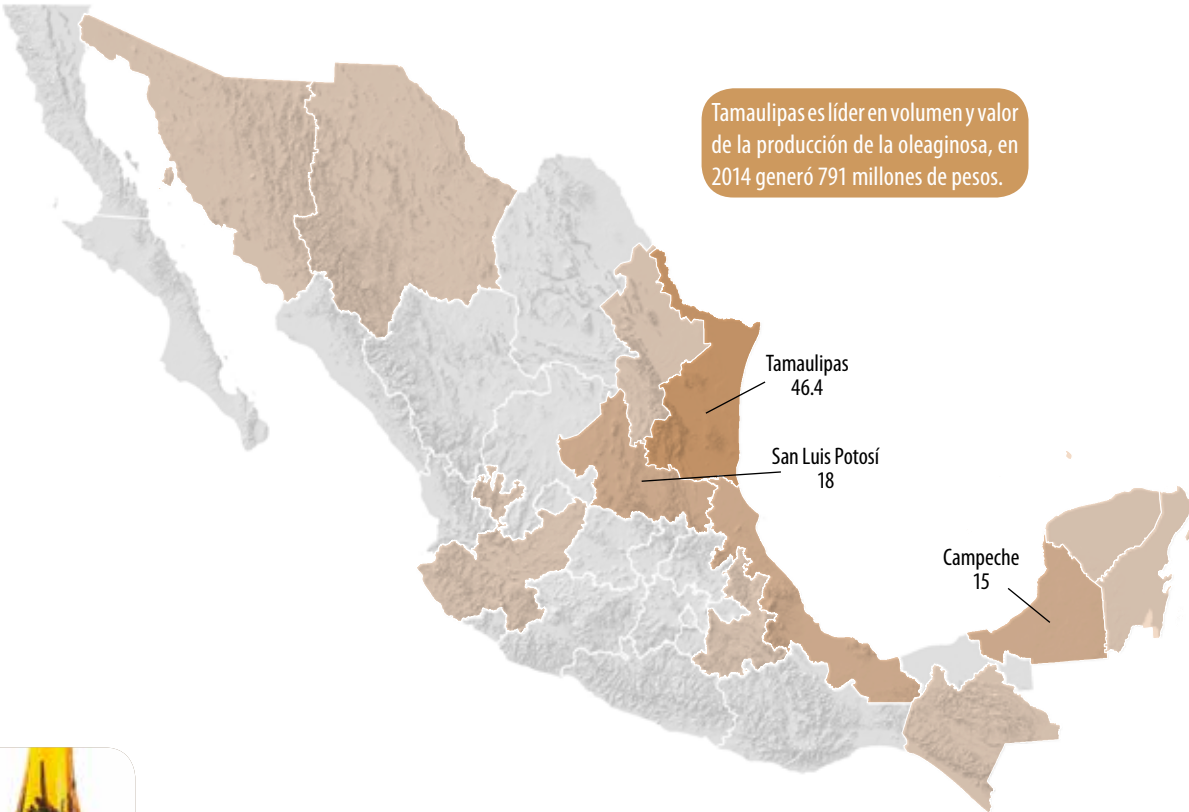 Tamaulipas es líder en volumen y valor
de la producción de la oleaginosa, en
2014 generó 791 millones de pesos.
Tamaulipas
46.4
San Luis Potosí
18
Campeche
15